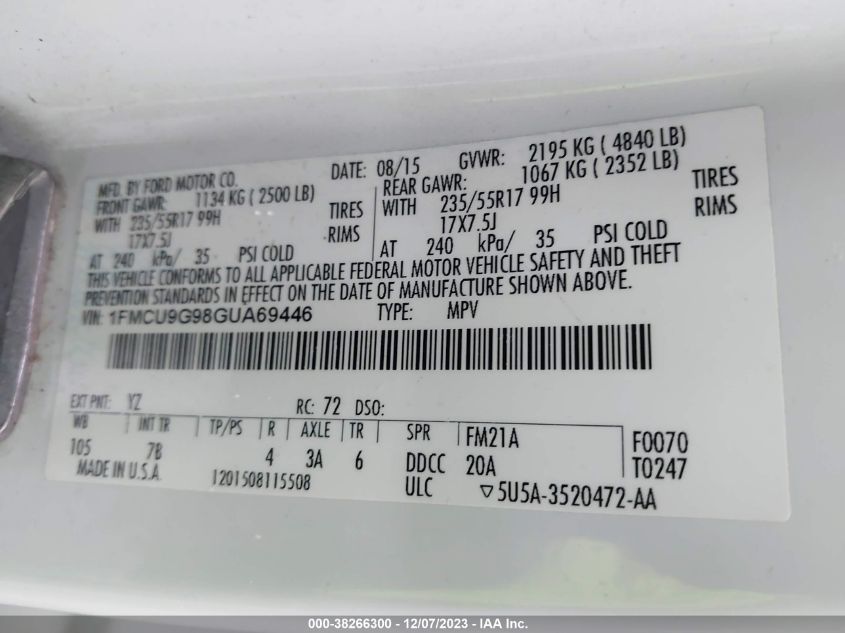 MFD. BY FORD MOTOR CO.
DATE: 08/15 GVWR: 2195 KG ( 4840 LB)
FRONT GAWR: 1134 KG ( 2500 LB) REAR GAWR: 1067 KG ( 2352 LB)
WITH 235/55R17 99H TIRES WITH 235/55R17 99H TIRES
17X7.5J RIMS 17X7.5J RIMS
AT 240 kPa/ 35 PSI COLD AT 240 kPa/ 35 PSI COLD
THIS VEHICLE CONFORMS TO ALL APPLICABLE FEDERAL MOTOR VEHICLE SAFETY AND THEFT
PREVENTION STANDARDS IN EFFECT ON THE DATE OF MANUFACTURE SHOWN ABOVE.
VIN: 1FMCU9G98GUA69446 TYPE: MPV
EXT PNT: YZ RC: 72 DSO:
WB INT TR TP/PS R AXLE TR SPR FM21A F0070
105 78 4 3A 6 DDCC 20A T0247
MADE IN U.S.A. 1201508115508 ULC ▽5U5A-3520472-AA
000-38266300 - 12/07/2023 - IAA Inc.